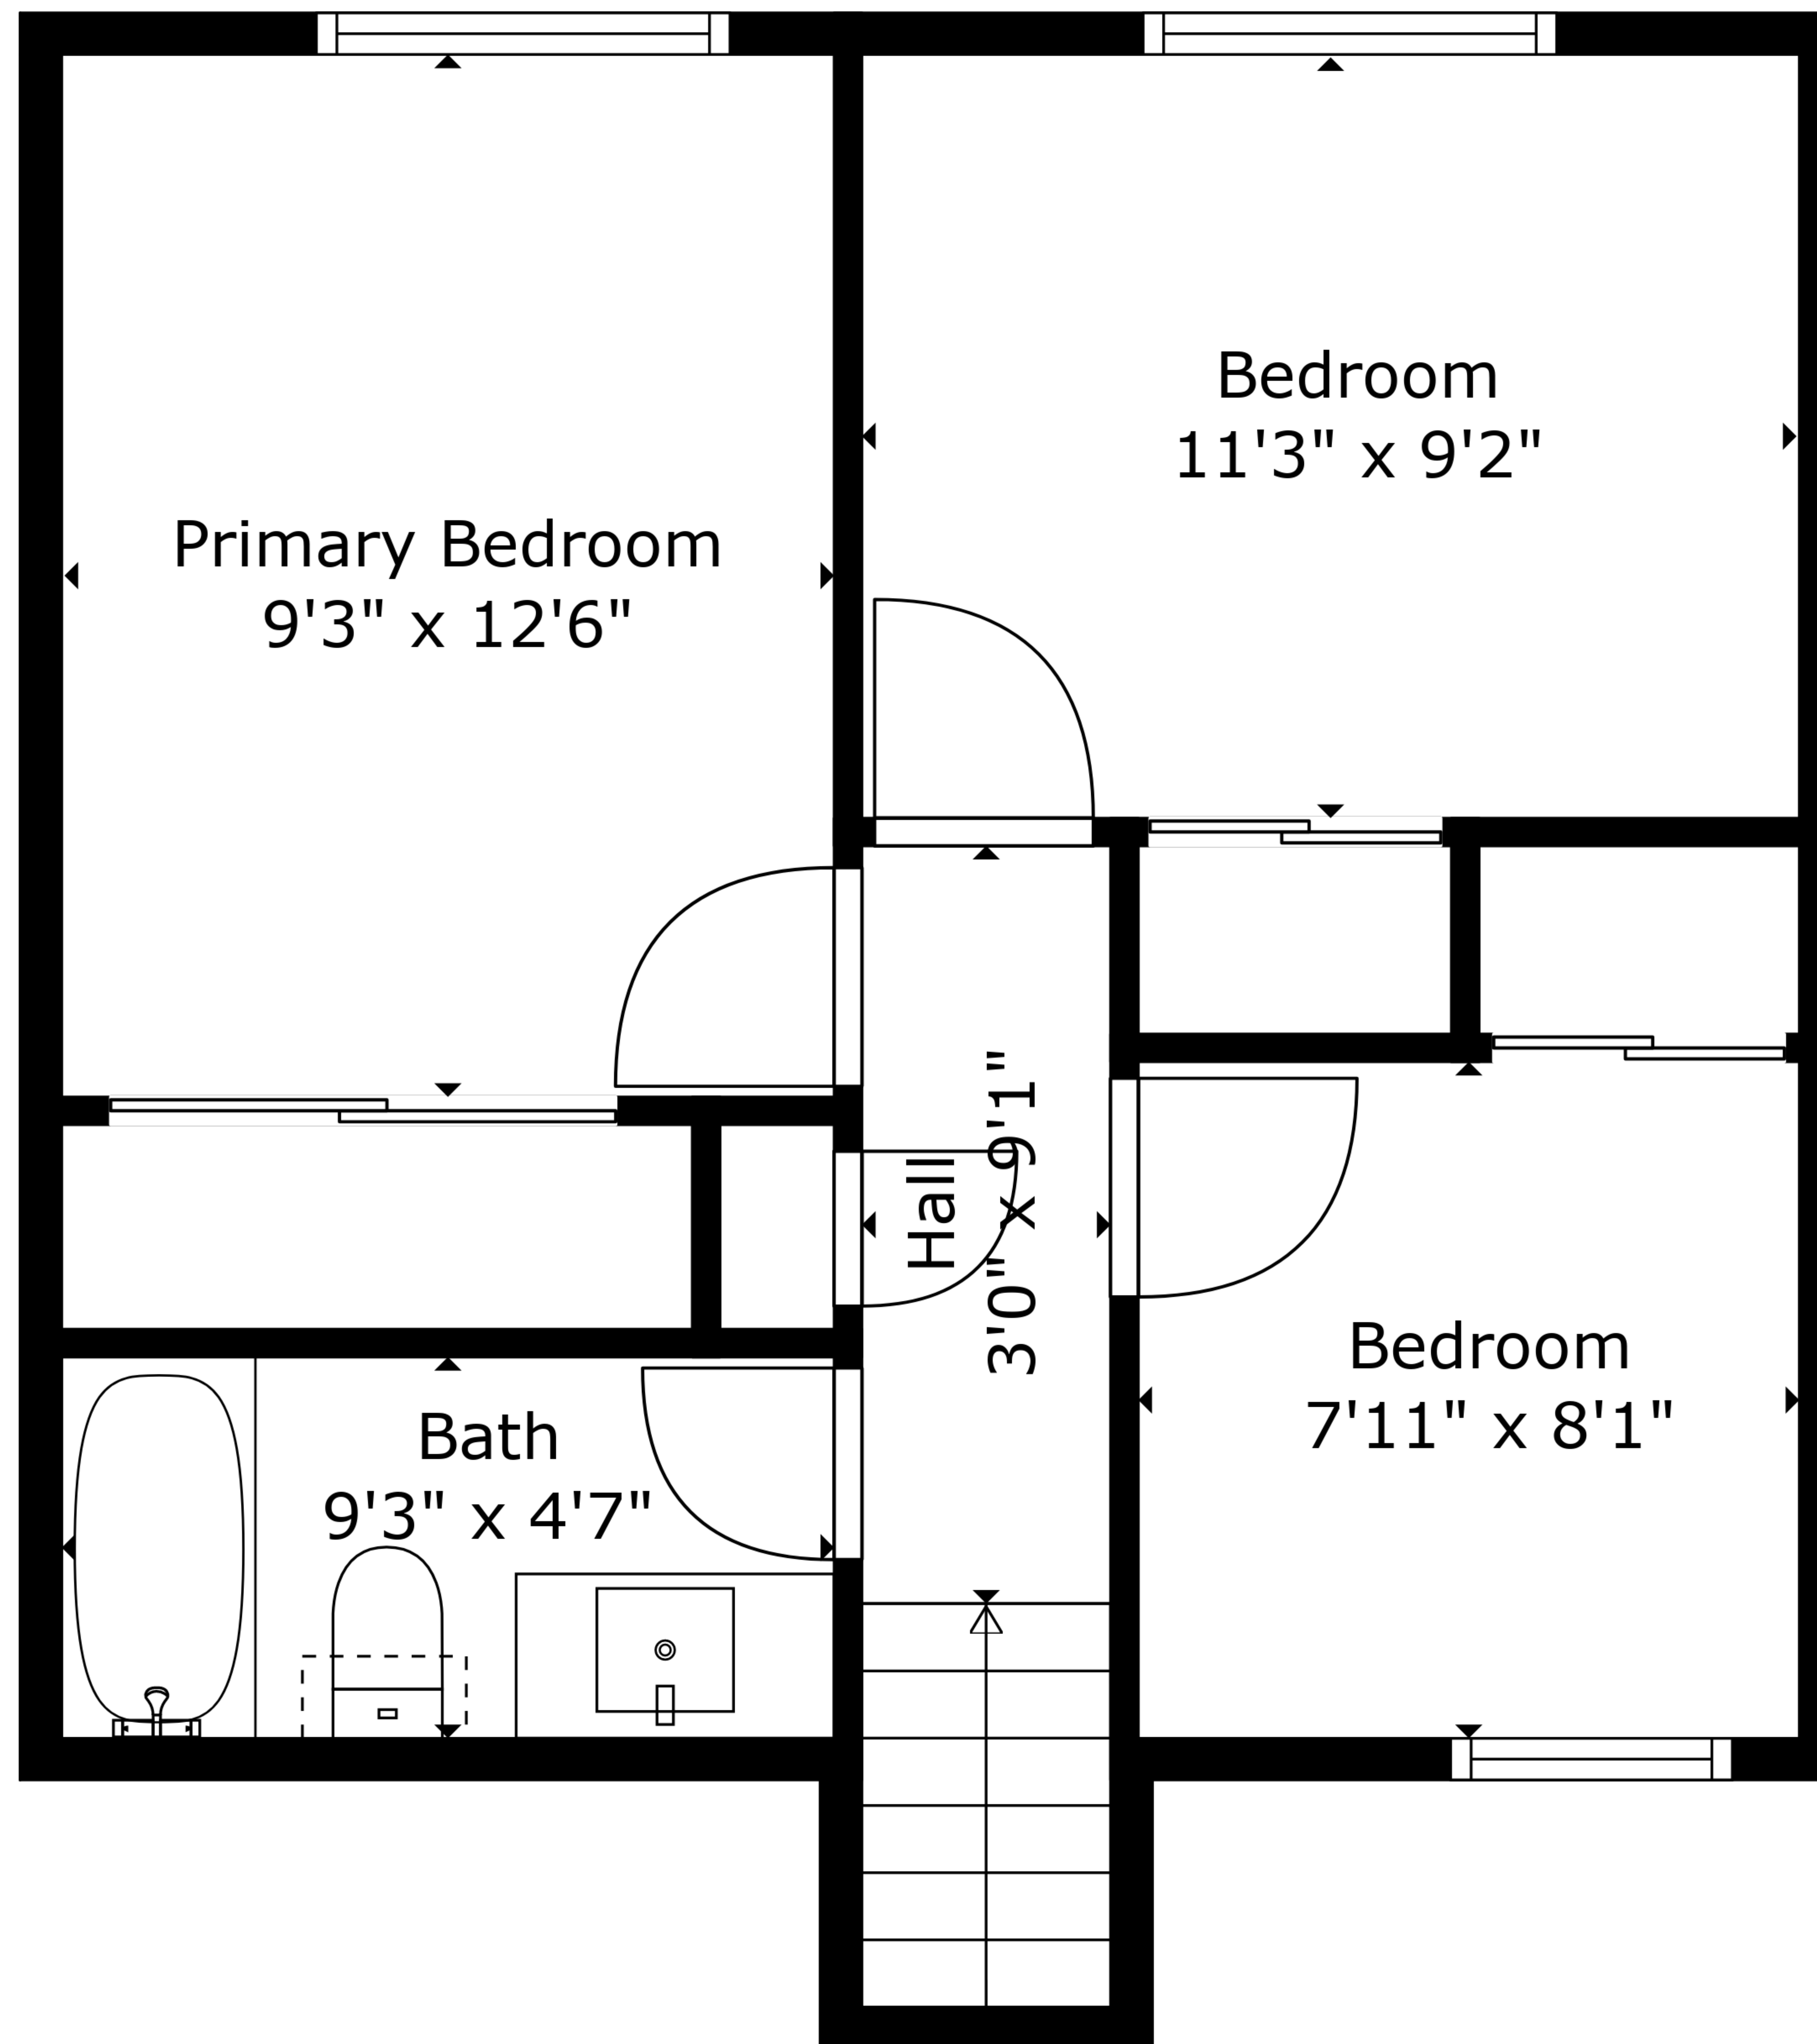 Bedroom
11'3" x 9'2"
Primary Bedroom
9'3" x 12'6"
Hall
3'0" x 9'1"
Bedroom
7'11" x 8'1"
Bath
9'3" x 4'7"